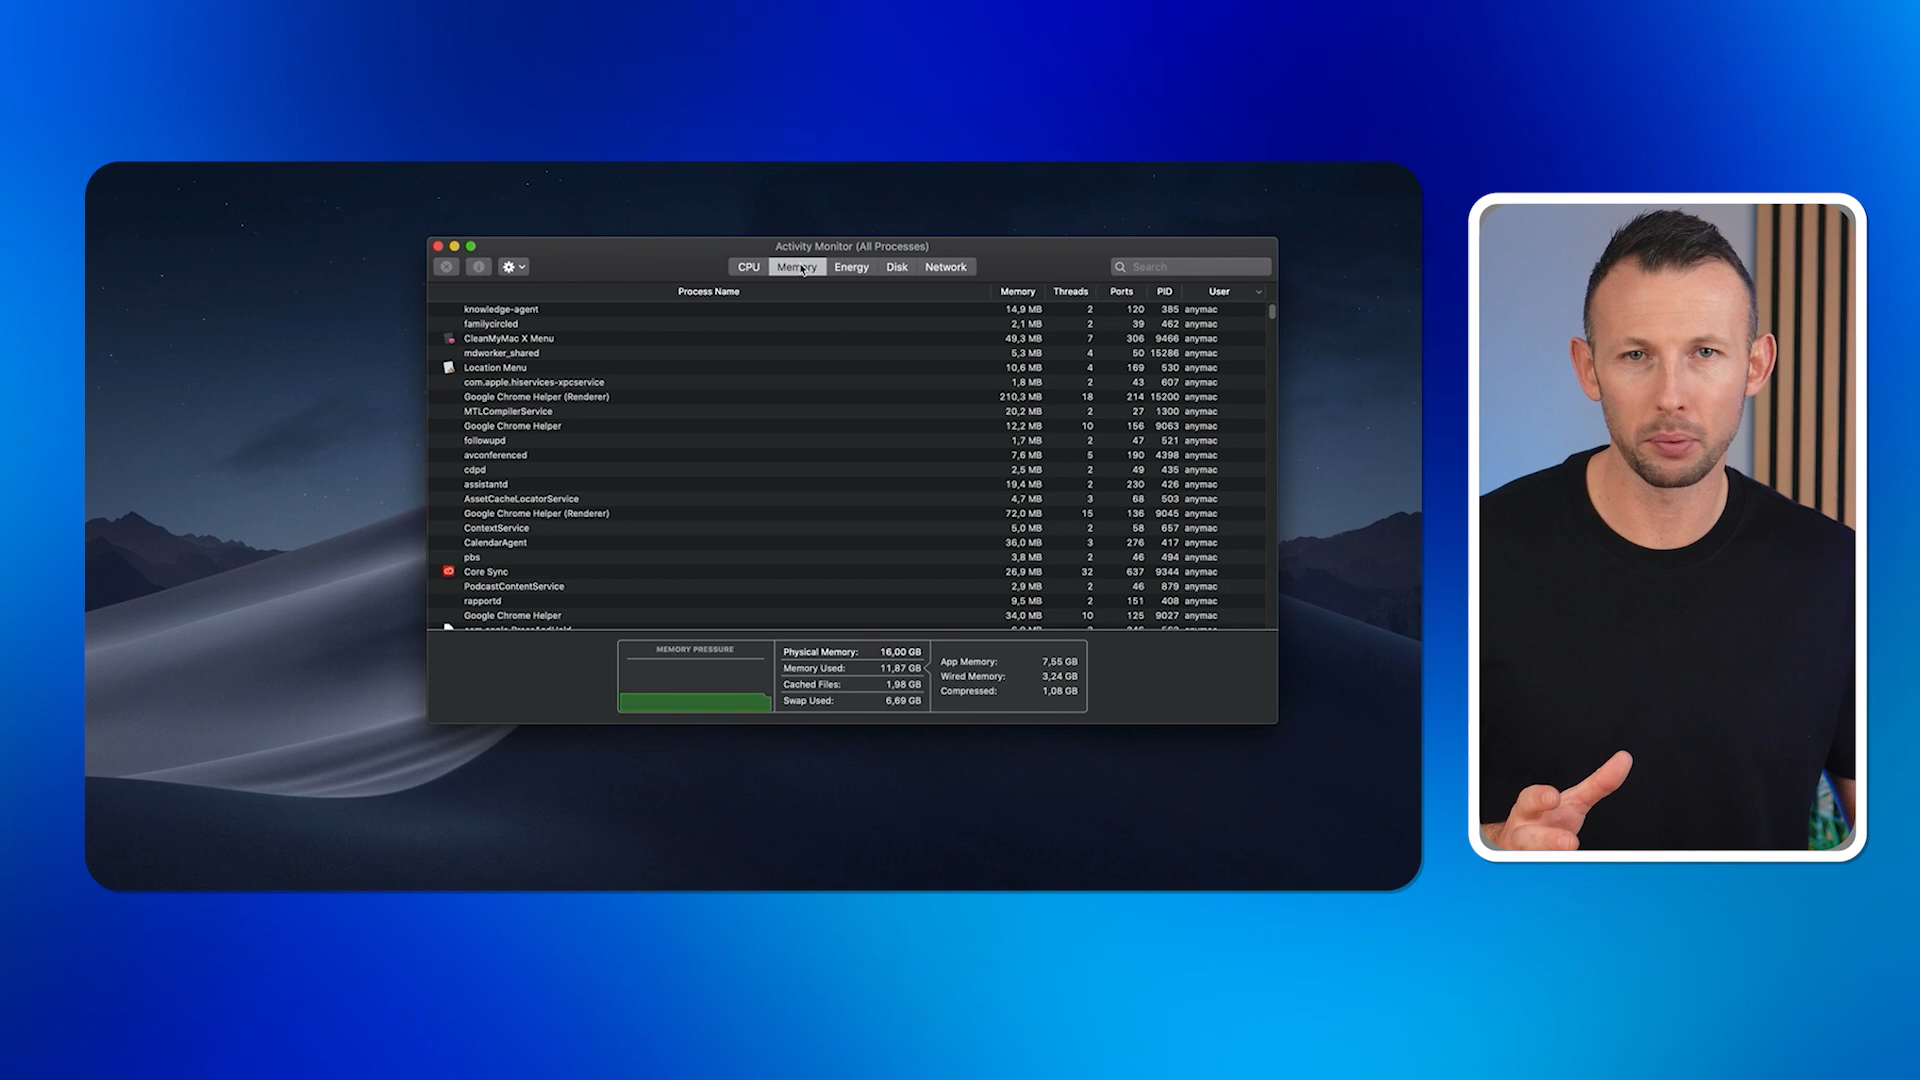 Activity Monitor (All Processes)
CPU Memory Energy Disk Network Search
Process Name Memory Threads Ports PID User
knowledge-agent 14,9 MB 2 120 385 anymac
familycircled 2,1 MB 2 39 462 anymac
CleanMyMac X Menu 49,3 MB 7 306 9466 anymac
mdworker_shared 5,3 MB 4 50 15286 anymac
Location Menu 10,6 MB 4 169 530 anymac
com.apple.hiservices-xpcservice 1,8 MB 2 43 607 anymac
Google Chrome Helper (Renderer) 210,3 MB 18 214 15200 anymac
MTLCompilerService 20,2 MB 2 27 1300 anymac
Google Chrome Helper 12,2 MB 10 156 9063 anymac
followupd 1,7 MB 2 47 521 anymac
avconferenced 7,6 MB 5 190 4398 anymac
cdpd 2,5 MB 2 49 435 anymac
assistantd 19,4 MB 2 230 426 anymac
AssetCacheLocatorService 4,7 MB 3 68 503 anymac
Google Chrome Helper (Renderer) 72,0 MB 15 136 9045 anymac
ContextService 5,0 MB 2 58 657 anymac
CalendarAgent 36,0 MB 3 276 417 anymac
pbs 3,8 MB 2 46 494 anymac
Core Sync 26,9 MB 32 637 9344 anymac
PodcastContentService 2,9 MB 2 46 879 anymac
rapportd 9,5 MB 2 151 408 anymac
Google Chrome Helper 34,0 MB 10 125 9027 anymac
MEMORY PRESSURE
Physical Memory: 16,00 GB
Memory Used: 11,87 GB
Cached Files: 1,98 GB
Swap Used: 6,69 GB
App Memory: 7,55 GB
Wired Memory: 3,24 GB
Compressed: 1,08 GB